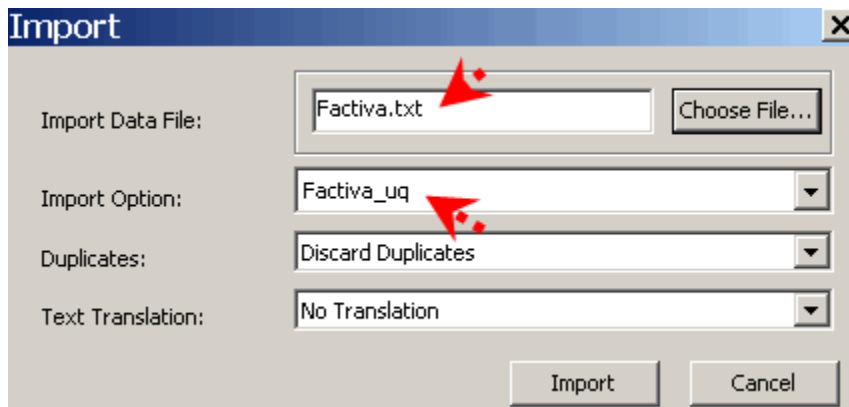 Import
Import Data File:
Factiva.txt
Choose File...
Import Option:
Factiva_uq
Duplicates:
Discard Duplicates
Text Translation:
No Translation
Import
Cancel